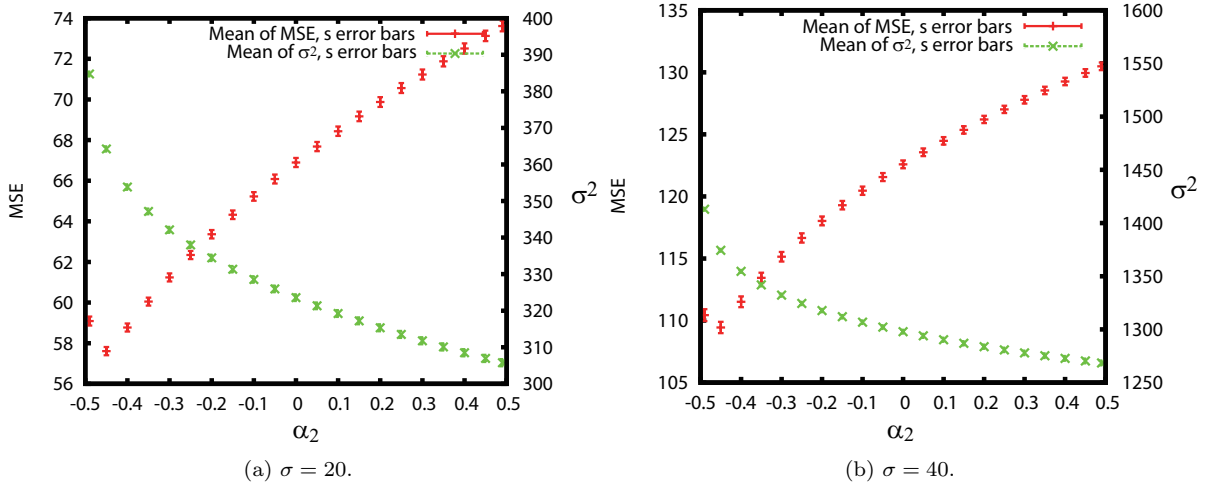 74
72
70
68
66
64
62
60
58
56
MSE
400
390
380
370
360
350
340
330
320
310
300
σ²
Mean of MSE, s error bars
Mean of σ², s error bars
-0.5 -0.4 -0.3 -0.2 -0.1 0 0.1 0.2 0.3 0.4 0.5
α₂
(a) σ = 20.
135
130
125
120
115
110
105
MSE
1600
1550
1500
1450
1400
1350
1300
1250
σ²
Mean of MSE, s error bars
Mean of σ², s error bars
-0.5 -0.4 -0.3 -0.2 -0.1 0 0.1 0.2 0.3 0.4 0.5
α₂
(b) σ = 40.